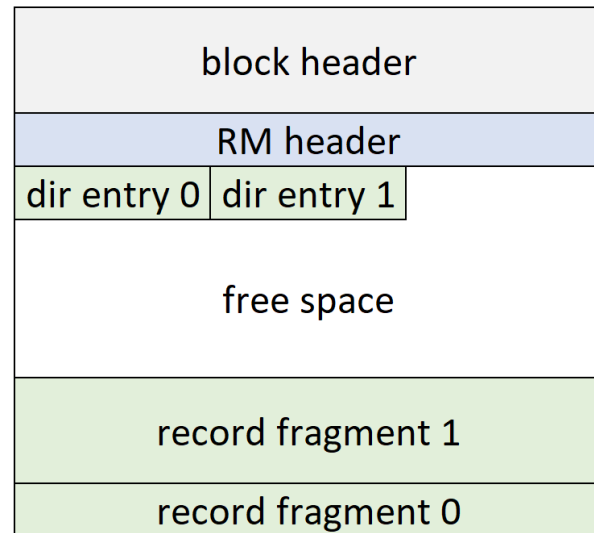 block header
RM header
dir entry 0 dir entry 1
free space
record fragment 1
record fragment 0